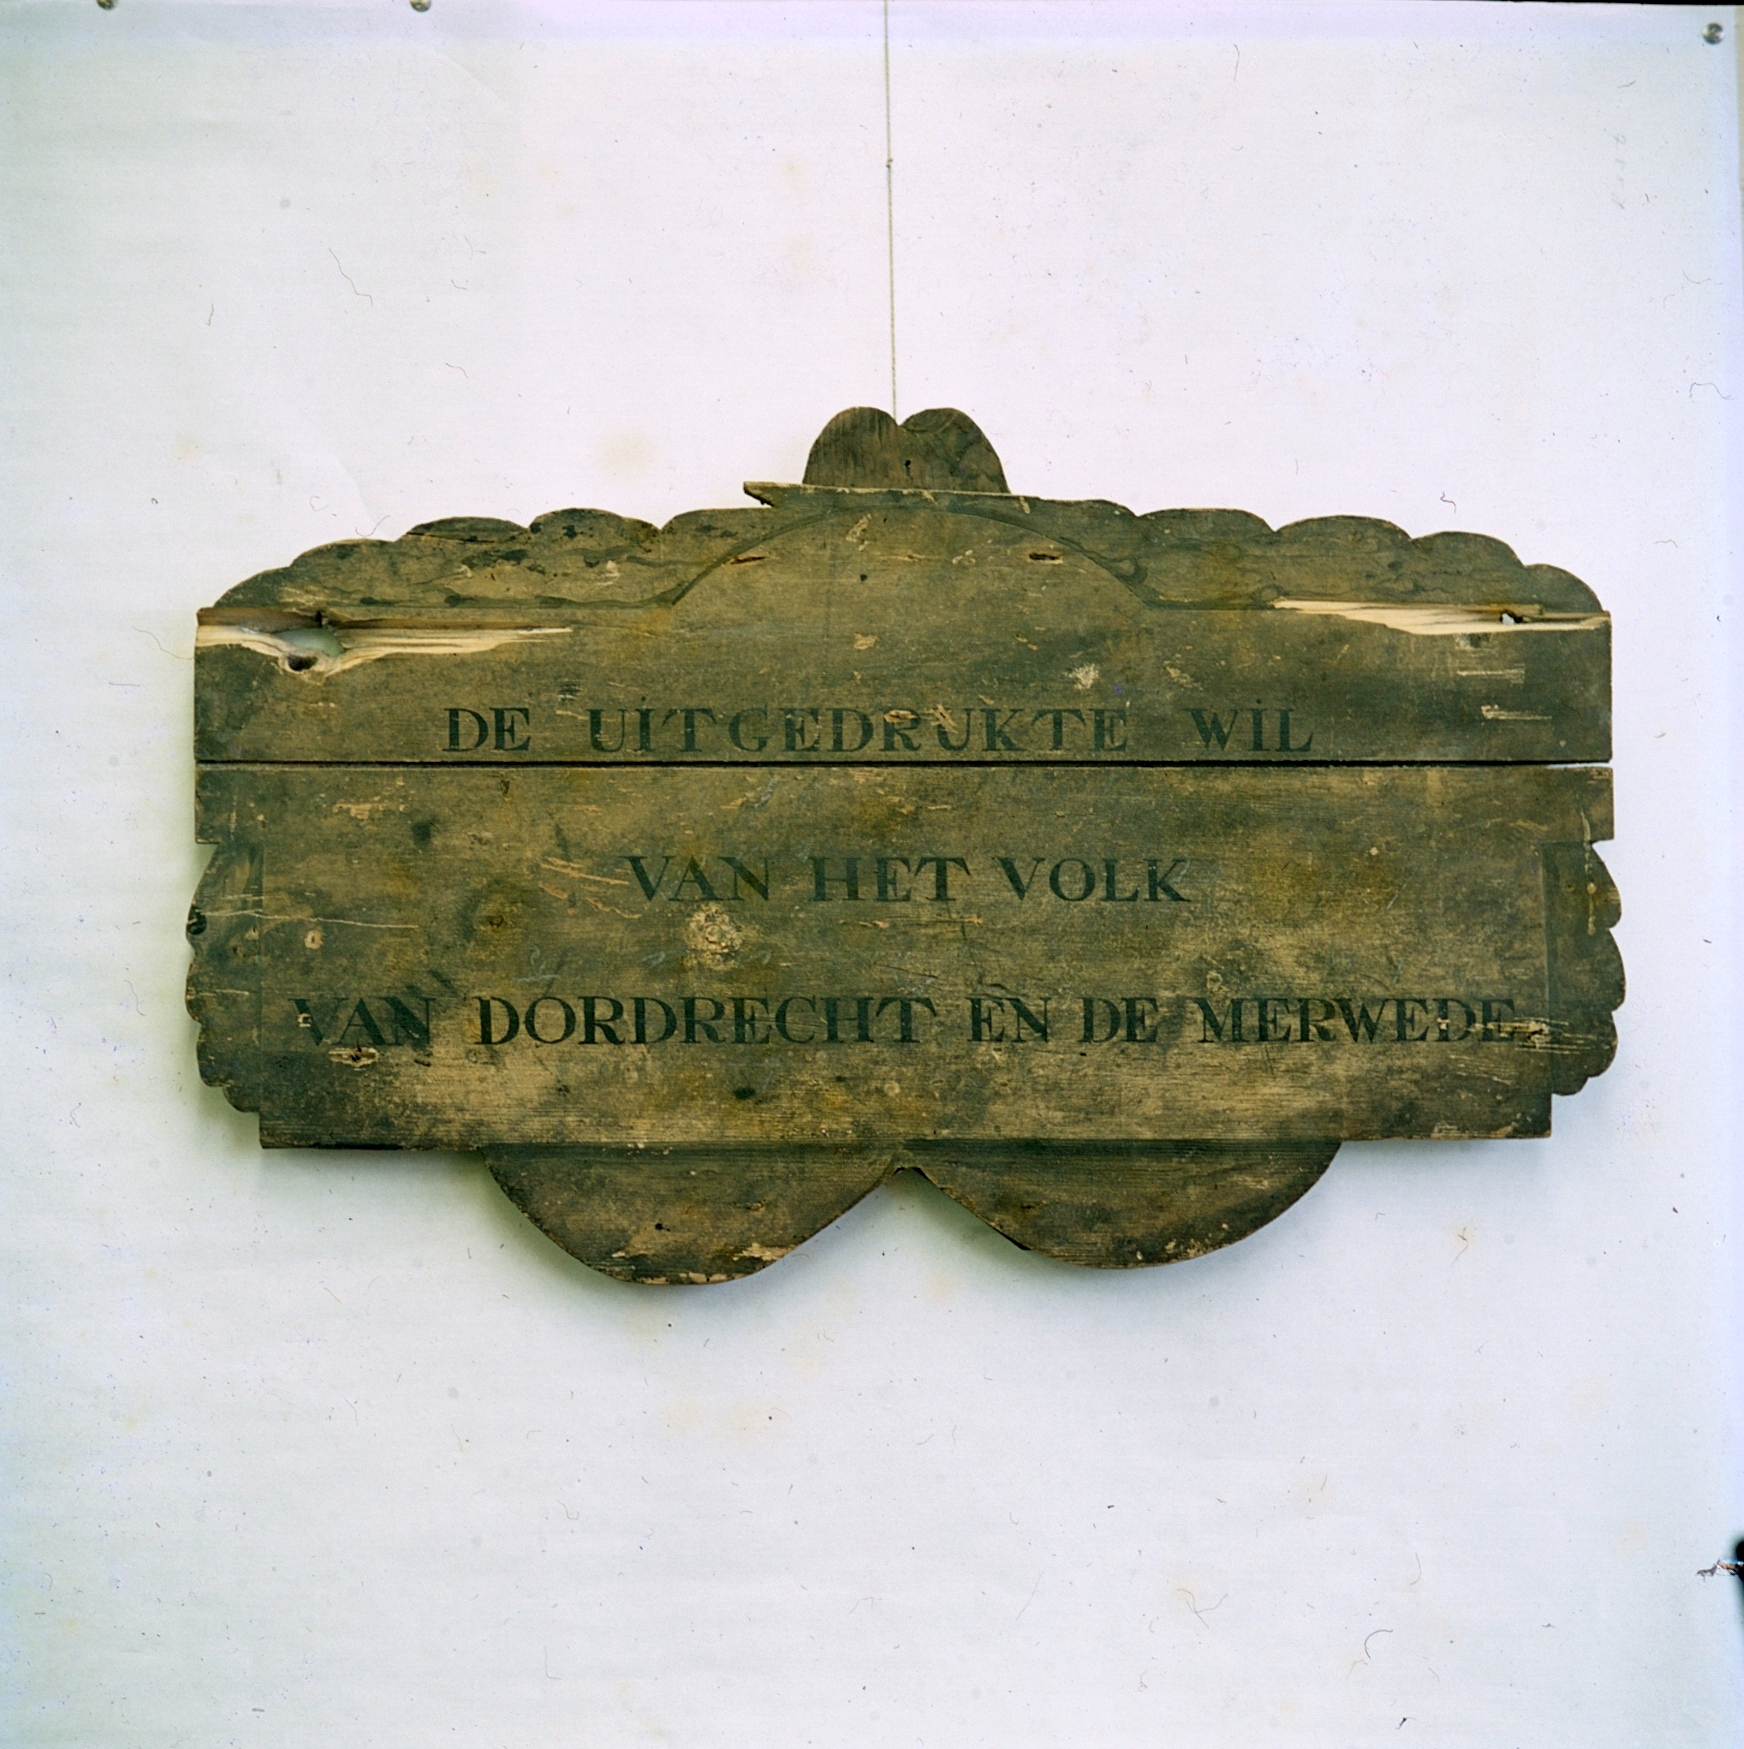 DE UITGEDRUKTE WIL
VAN HET VOLK
VAN DORDRECHT EN DE MERWEDE